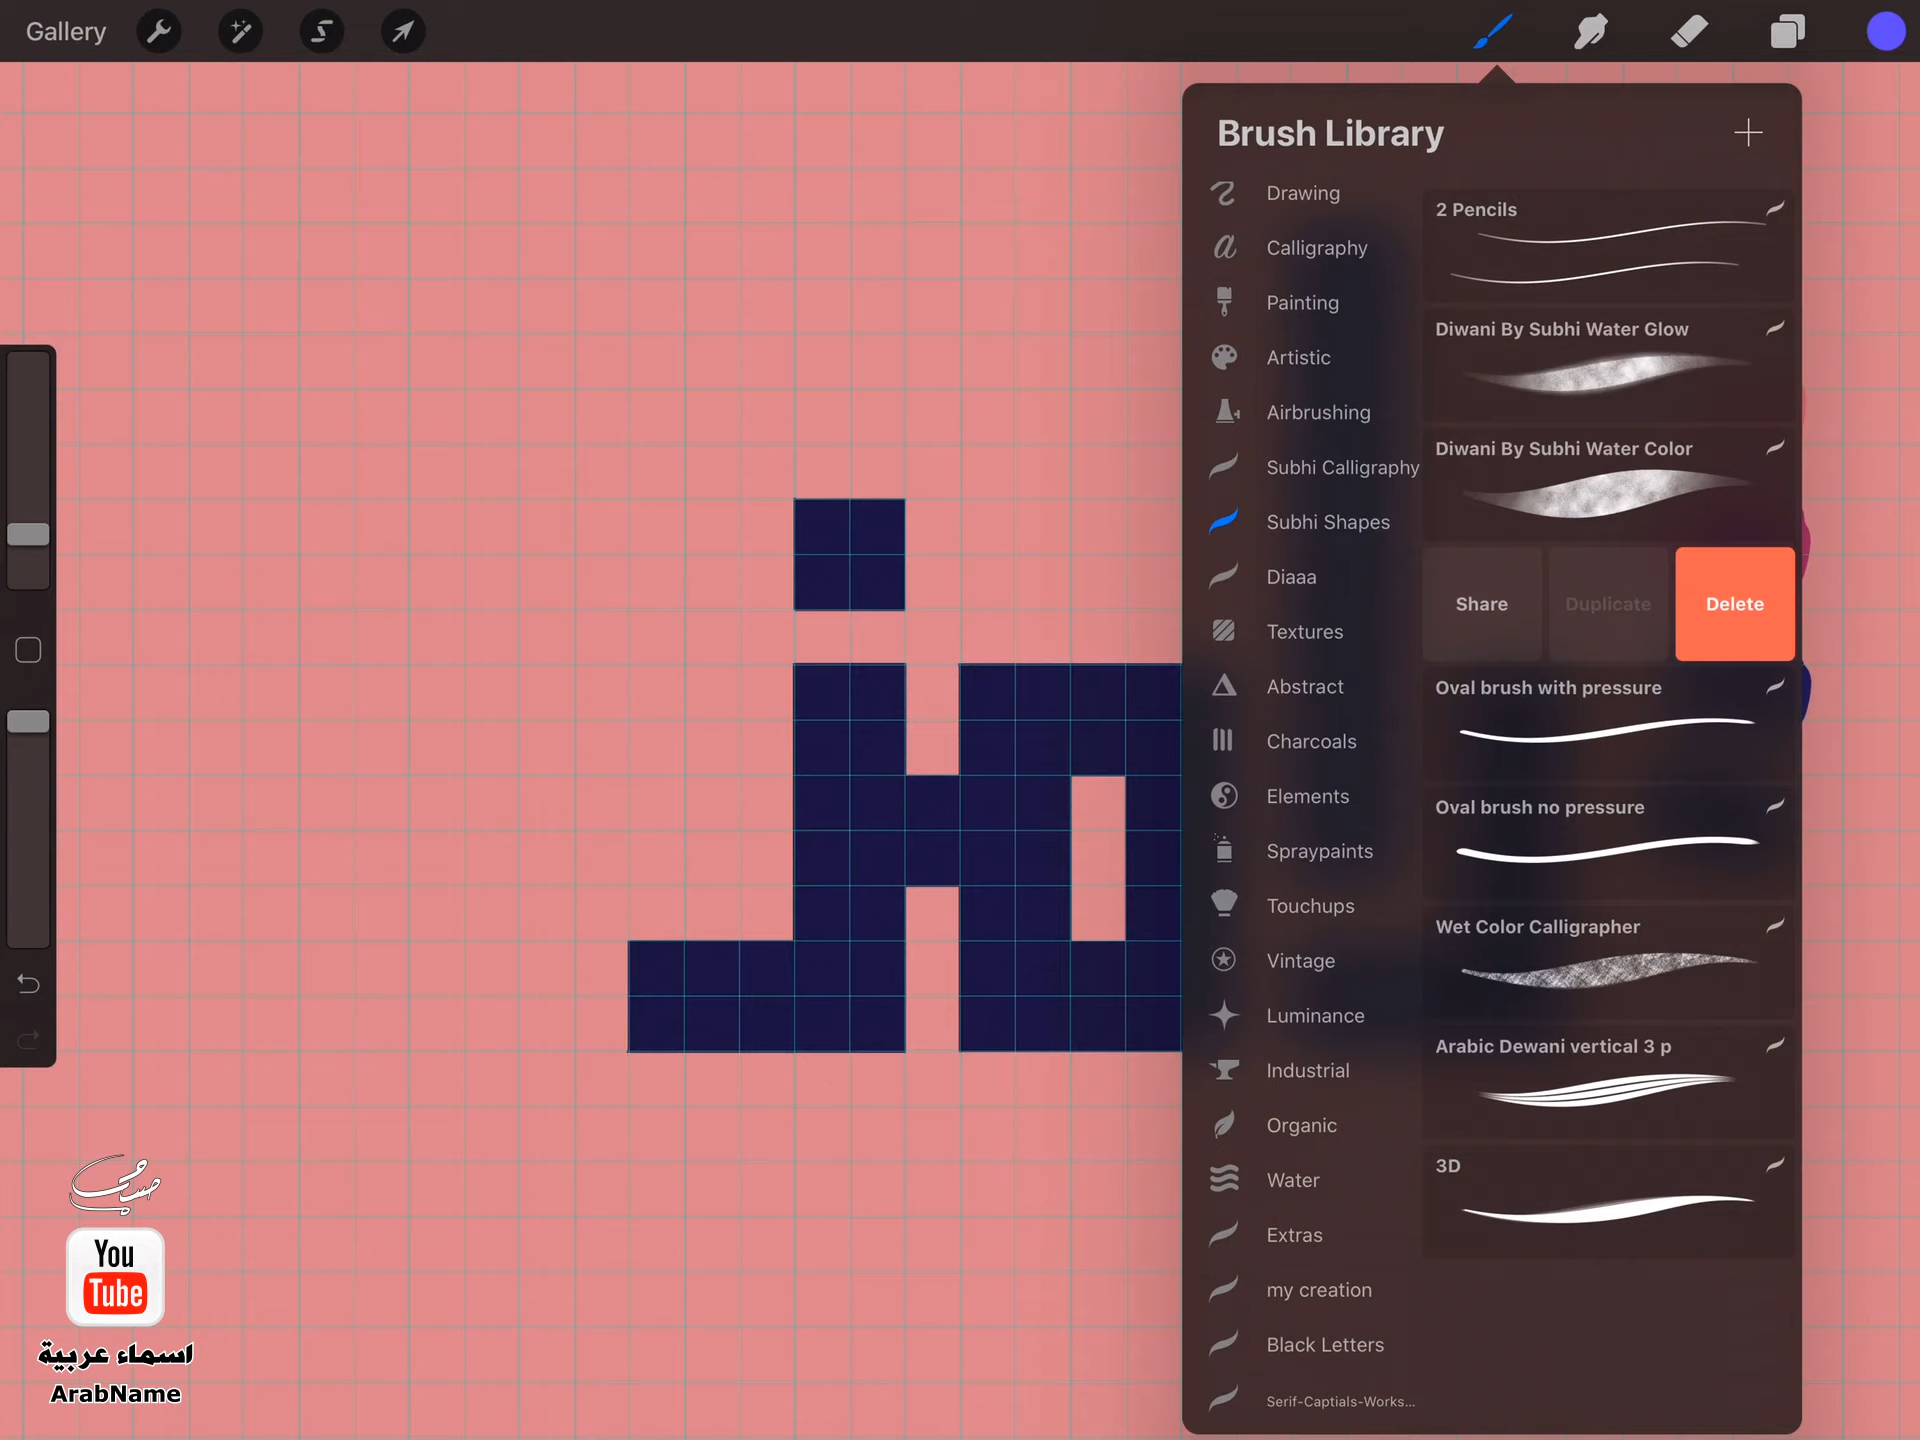 Gallery
Brush Library
Drawing
Calligraphy
Painting
Artistic
Airbrushing
Subhi Calligraphy
Subhi Shapes
Diaaa
Textures
Abstract
Charcoals
Elements
Spraypaints
Touchups
Vintage
Luminance
Industrial
Organic
Water
Extras
my creation
Black Letters
Serif-Captials-Works...
2 Pencils
Diwani By Subhi Water Glow
Diwani By Subhi Water Color
Share Duplicate Delete
Oval brush with pressure
Oval brush no pressure
Wet Color Calligrapher
Arabic Dewani vertical 3 p
3D
You
Tube
اسماء عربية
ArabName